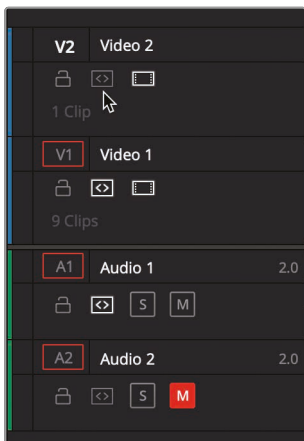 V2 Video 2
1 Clip
V1 Video 1
9 Clips
A1 Audio 1 2.0
S M
A2 Audio 2 2.0
S M